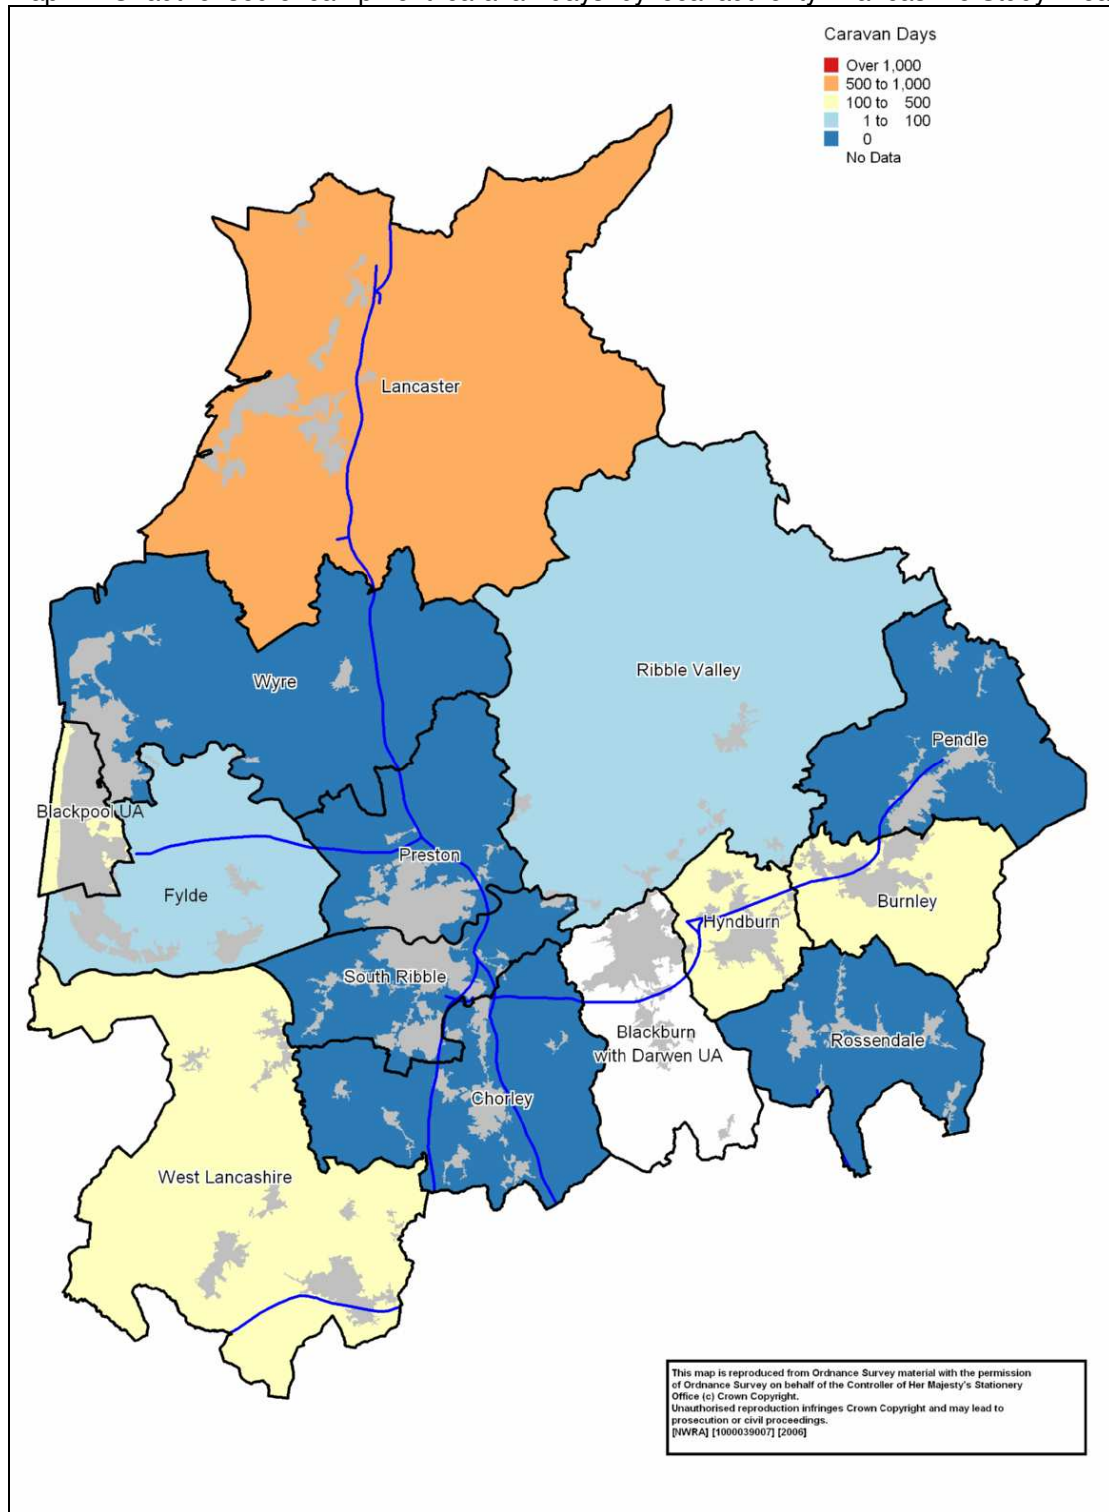 Caravan Days
Over 1,000
500 to 1,000
100 to 500
1 to 100
0
No Data
Lancaster
Wyre
Ribble Valley
Pendle
Blackpool UA
Preston
Fylde
Burnley
Hyndburn
South Ribble
Blackburn
with Darwen UA
Rossendale
Chorley
West Lancashire
This map is reproduced from Ordnance Survey material with the permission
of Ordnance Survey on behalf of the Controller of Her Majesty's Stationery
Office (c) Crown Copyright.
Unauthorised reproduction infringes Crown Copyright and may lead to
prosecution or civil proceedings.
[NWRA] [1000039007] [2006]